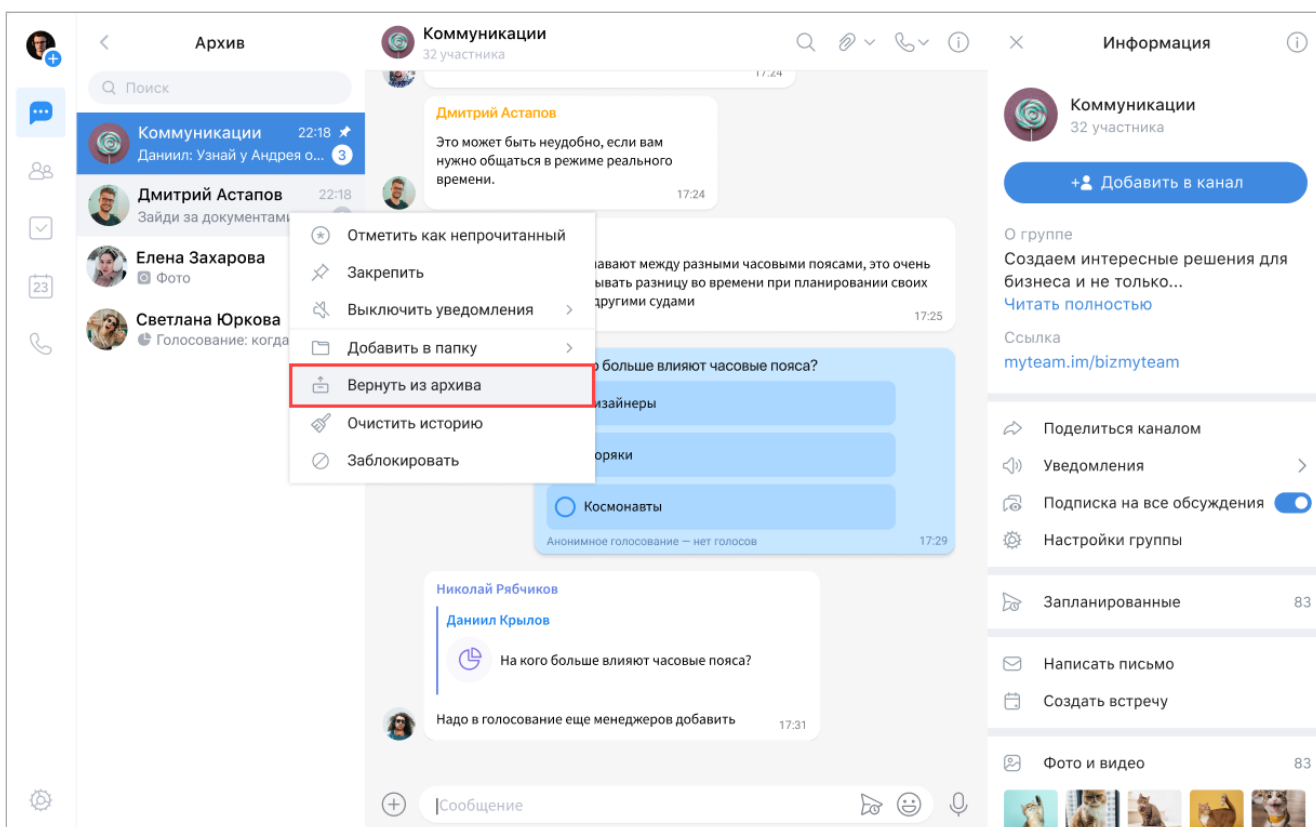 Архив
Поиск
Коммуникации 22:18
Даниил: Узнай у Андрея о... 3
Дмитрий Астапов 22:18
Зайди за документами
Елена Захарова
Фото
Светлана Юркова
Голосование: когда
23
Отметить как непрочитанный
Закрепить
Выключить уведомления
Добавить в папку
Вернуть из архива
Очистить историю
Заблокировать
Коммуникации
32 участника
17:24
Дмитрий Астапов
Это может быть неудобно, если вам
нужно общаться в режиме реального
времени.
17:24
между разными часовыми поясами, это очень
разницу во времени при планировании своих
другими судами
17:25
больше влияют часовые пояса?
Космонавты
Анонимное голосование — нет голосов 17:29
Николай Рябчиков
Даниил Крылов
На кого больше влияют часовые пояса?
Надо в голосование еще менеджеров добавить 17:31
Сообщение
Информация
Коммуникации
32 участника
Добавить в канал
О группе
Создаем интересные решения для
бизнеса и не только...
Читать полностью
Ссылка
myteam.im/bizmyteam
Поделиться каналом
Уведомления
Подписка на все обсуждения
Настройки группы
Запланированные 83
Написать письмо
Создать встречу
Фото и видео 83